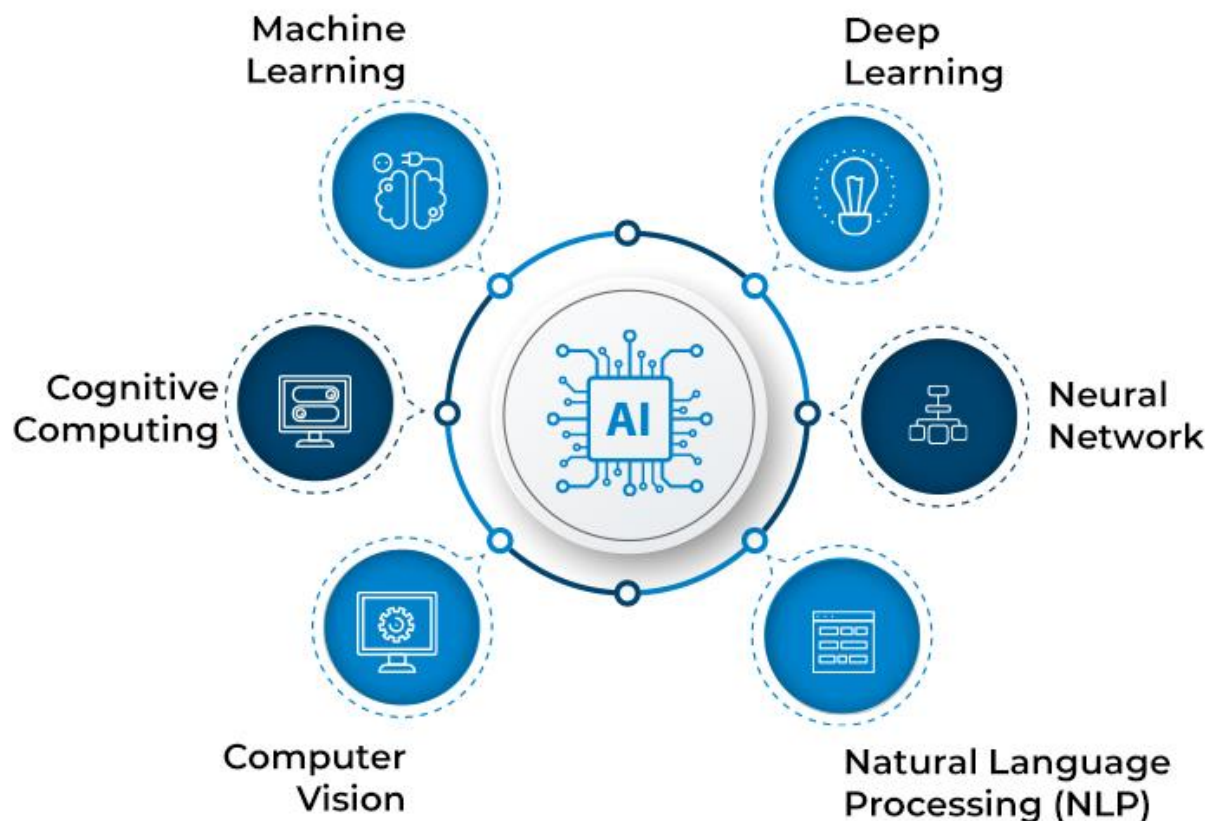 Machine
Learning
Deep
Learning
Cognitive
Computing
AI
Neural
Network
Computer
Vision
Natural Language
Processing (NLP)